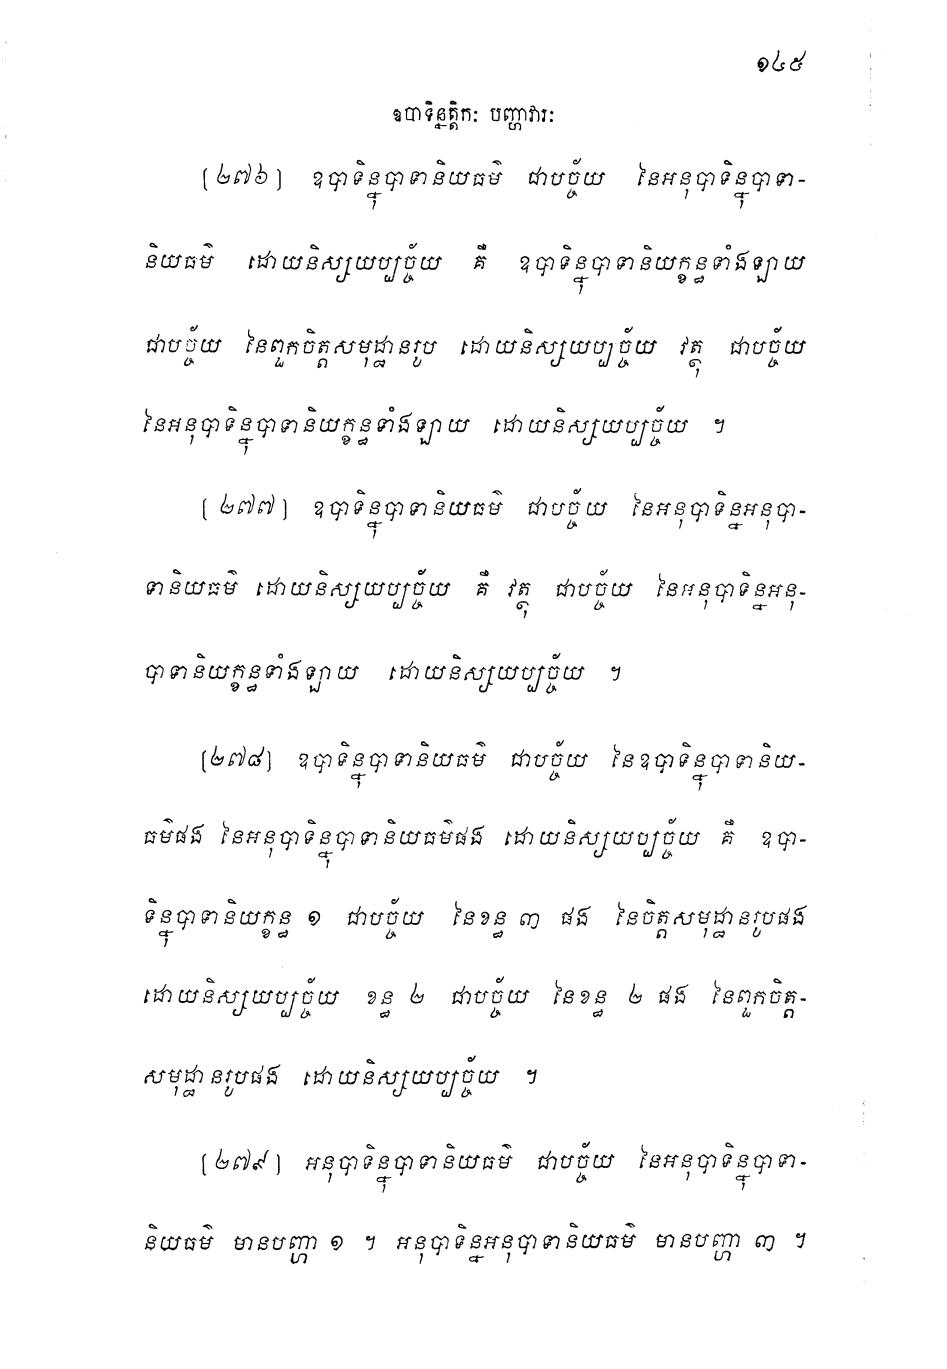 ១៤៥
ឧបាទិន្នត្តិកៈ បញ្ហាវារៈ
[២៧៦] ឧបាទិន្នុបាទានិយធម៌ ជាបច្ច័យ នៃអនុបាទិន្នុបាទា-
និយធម៌ ដោយនិស្សយប្បច្ច័យ គឺ ឧបាទិន្នុបាទានិយក្ខន្ធទាំងឡាយ
ជាបច្ច័យ នៃពួកចិត្តសមុដ្ឋានរូប ដោយនិស្សយប្បច្ច័យ វត្ថុ ជាបច្ច័យ
នៃអនុបាទិន្នុបាទានិយក្ខន្ធទាំងឡាយ ដោយនិស្សយប្បច្ច័យ ។
[២៧៧] ឧបាទិន្នុបាទានិយធម៌ ជាបច្ច័យ នៃអនុបាទិន្នអនុបា-
ទានិយធម៌ ដោយនិស្សយប្បច្ច័យ គឺ វត្ថុ ជាបច្ច័យ នៃអនុបាទិន្នអនុ-
បាទានិយក្ខន្ធទាំងឡាយ ដោយនិស្សយប្បច្ច័យ ។
[២៧៨] ឧបាទិន្នុបាទានិយធម៌ ជាបច្ច័យ នៃឧបាទិន្នុបាទានិយ-
ធម៌ផង នៃអនុបាទិន្នុបាទានិយធម៌ផង ដោយនិស្សយប្បច្ច័យ គឺ ឧបា-
ទិន្នុបាទានិយក្ខន្ធ ១ ជាបច្ច័យ នៃខន្ធ ៣ ផង នៃចិត្តសមុដ្ឋានរូបផង
ដោយនិស្សយប្បច្ច័យ ខន្ធ ២ ជាបច្ច័យ នៃខន្ធ ២ ផង នៃពួកចិត្ត-
សមុដ្ឋានរូបផង ដោយនិស្សយប្បច្ច័យ ។
[២៧៩] អនុបាទិន្នុបាទានិយធម៌ ជាបច្ច័យ នៃអនុបាទិន្នុបាទា-
និយធម៌ មានបញ្ហា ១ ។ អនុបាទិន្នអនុបាទានិយធម៌ មានបញ្ហា ៣ ។